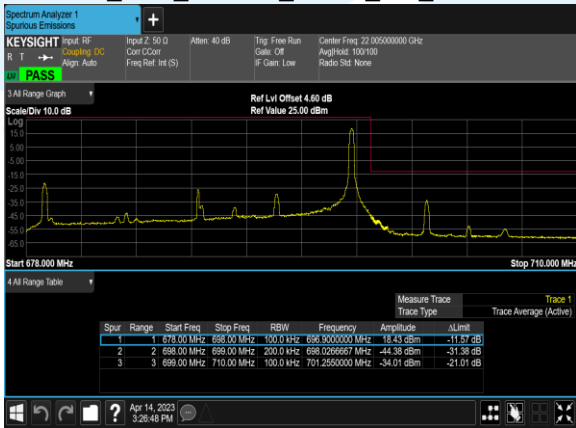 Spectrum Analyzer 1
Spurious Emissions
KEYSIGHT Input: RF Input Z: 50 Ω Atten: 40 dB Trig: Free Run Center Freq: 22.005000000 GHz
R T Coupling: DC Corr CCorr Gate: Off Avg|Hold: 100/100
Align: Auto Freq Ref: Int (S) IF Gain: Low Radio Std: None
PASS
3 All Range Graph
Ref Lvl Offset 4.60 dB
Scale/Div 10.0 dB Ref Value 25.00 dBm
Log
15.0
5.00
-5.00
-15.0
-25.0
-35.0
-45.0
-55.0
-65.0
Start 678.000 MHz Stop 710.000 MHz
4 All Range Table
Measure Trace Trace 1
Trace Type Trace Average (Active)
Spur Range Start Freq Stop Freq RBW Frequency Amplitude ΔLimit
1 1 678.00 MHz 698.00 MHz 100.0 kHz 696.9000000 MHz 18.43 dBm -11.57 dB
2 2 698.00 MHz 699.00 MHz 200.0 kHz 698.0266667 MHz -44.38 dBm -31.38 dB
3 3 699.00 MHz 710.00 MHz 100.0 kHz 701.2550000 MHz -34.01 dBm -21.01 dB
? Apr 14, 2023
3:26:48 PM